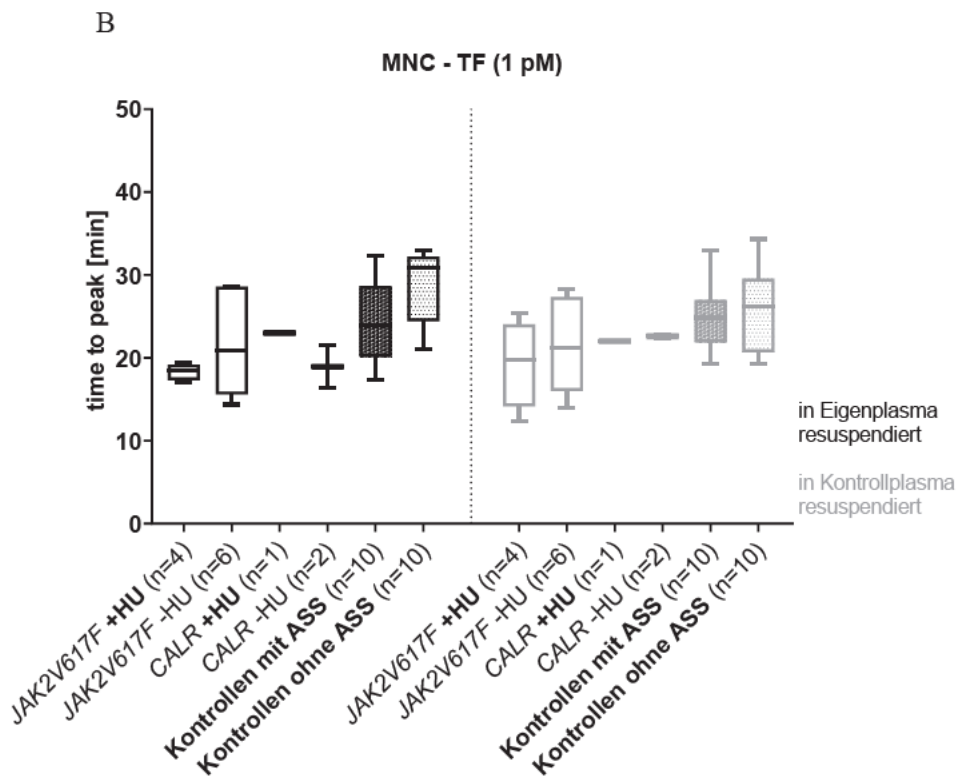 B
MNC - TF (1 pM)
time to peak [min]
50
40
30
20
10
0
JAK2V617F +HU (n=4)
JAK2V617F -HU (n=6)
CALR +HU (n=1)
CALR -HU (n=2)
Kontrollen mit ASS (n=10)
Kontrollen ohne ASS (n=10)
JAK2V617F +HU (n=4)
JAK2V617F -HU (n=6)
CALR +HU (n=1)
CALR -HU (n=2)
Kontrollen mit ASS (n=10)
Kontrollen ohne ASS (n=10)
in Eigenplasma
resuspendiert
in Kontrollplasma
resuspendiert